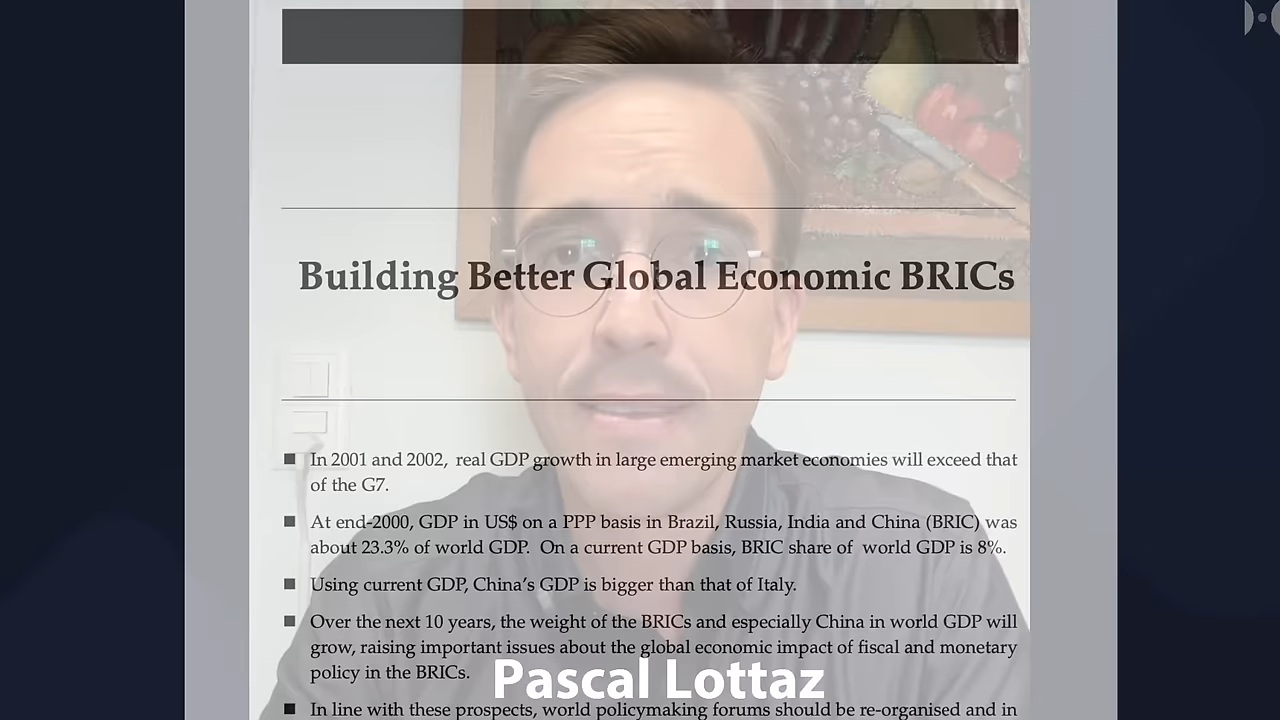 Building Better Global Economic BRICs
■ In 2001 and 2002, real GDP growth in large emerging market economies will exceed that
of the G7.
■ At end-2000, GDP in US$ on a PPP basis in Brazil, Russia, India and China (BRIC) was
about 23.3% of world GDP. On a current GDP basis, BRIC share of world GDP is 8%.
■ Using current GDP, China's GDP is bigger than that of Italy.
■ Over the next 10 years, the weight of the BRICs and especially China in world GDP will
grow, raising important issues about the global economic impact of fiscal and monetary
policy in the BRICs.
Pascal Lottaz
■ In line with these prospects, world policymaking forums should be re-organised and in